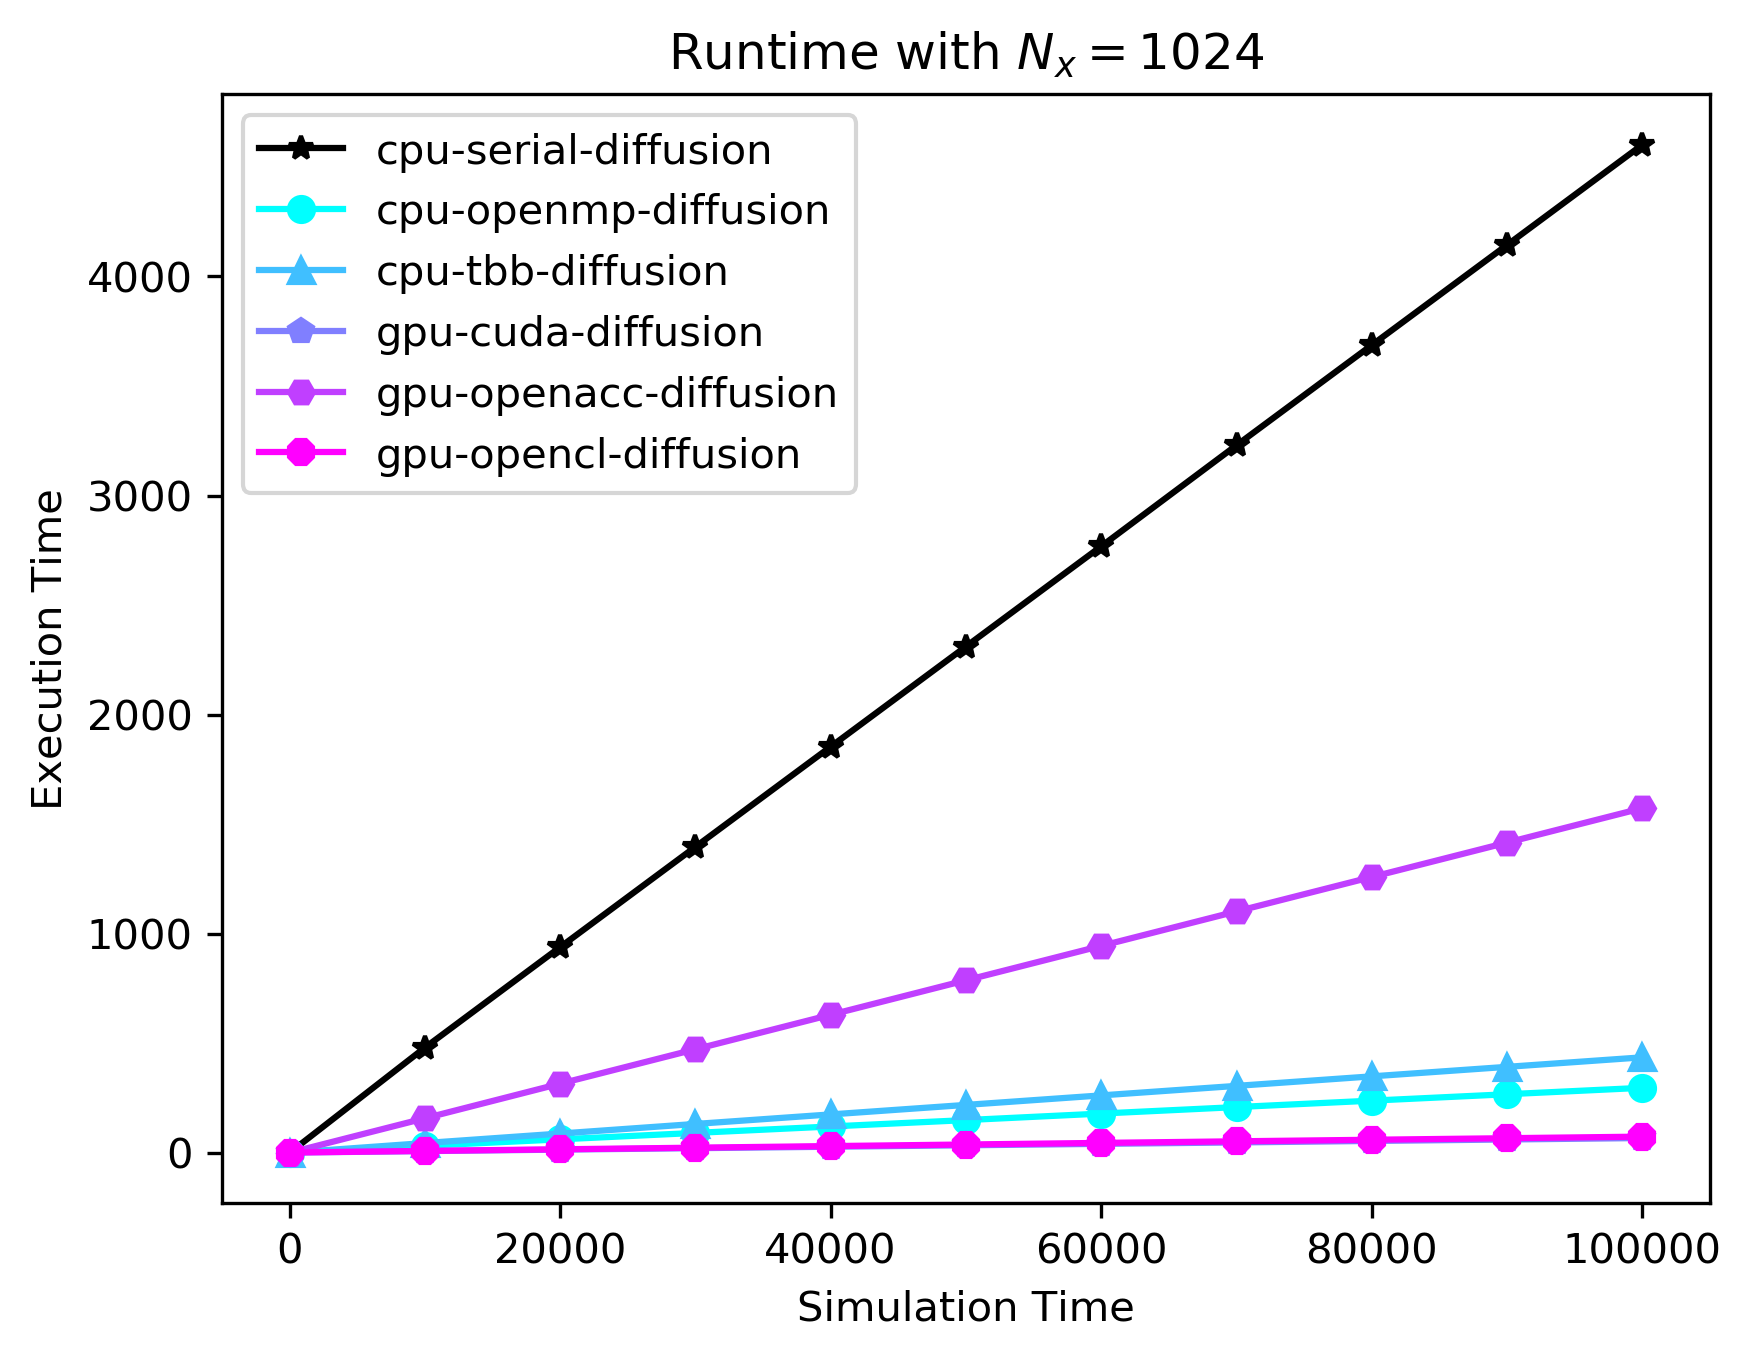 Runtime with Nₓ = 1024
cpu-serial-diffusion
cpu-openmp-diffusion
cpu-tbb-diffusion
gpu-cuda-diffusion
gpu-openacc-diffusion
gpu-opencl-diffusion
Execution Time
4000
3000
2000
1000
0
0 20000 40000 60000 80000 100000
Simulation Time